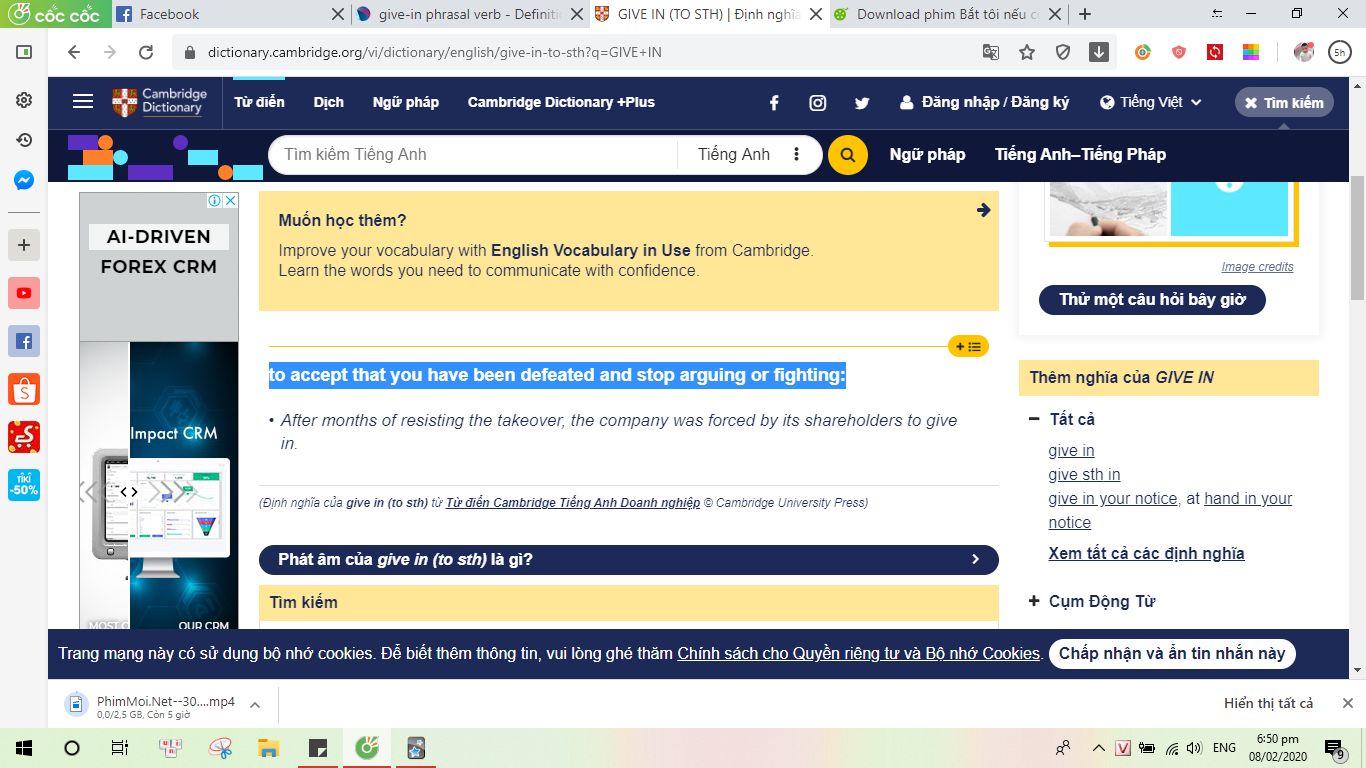 cốc cốc
Facebook
give-in phrasal verb - Definiti
GIVE IN (TO STH) | Định nghĩa
Download phim Bắt tôi nếu c
dictionary.cambridge.org/vi/dictionary/english/give-in-to-sth?q=GIVE+IN
5h
Cambridge
Dictionary
Từ điển
Dịch
Ngữ pháp
Cambridge Dictionary +Plus
Đăng nhập / Đăng ký
Tiếng Việt
Tìm kiếm
Tìm kiếm Tiếng Anh
Tiếng Anh
Ngữ pháp
Tiếng Anh–Tiếng Pháp
AI-DRIVEN
FOREX CRM
Impact CRM
OUR CRM
Muốn học thêm?
Improve your vocabulary with English Vocabulary in Use from Cambridge.
Learn the words you need to communicate with confidence.
to accept that you have been defeated and stop arguing or fighting:
• After months of resisting the takeover, the company was forced by its shareholders to give
in.
(Định nghĩa của give in (to sth) từ Từ điển Cambridge Tiếng Anh Doanh nghiệp © Cambridge University Press)
Phát âm của give in (to sth) là gì?
Tìm kiếm
Image credits
Thử một câu hỏi bây giờ
Thêm nghĩa của GIVE IN
Tất cả
give in
give sth in
give in your notice, at hand in your
notice
Xem tất cả các định nghĩa
Cụm Động Từ
TIKI
-50%
Trang mạng này có sử dụng bộ nhớ cookies. Để biết thêm thông tin, vui lòng ghé thăm Chính sách cho Quyền riêng tư và Bộ nhớ Cookies.
Chấp nhận và ẩn tin nhắn này
PhimMoi.Net--30....mp4
0,0/2,5 GB, Còn 5 giờ
Hiển thị tất cả
ENG
6:50 pm
08/02/2020
9